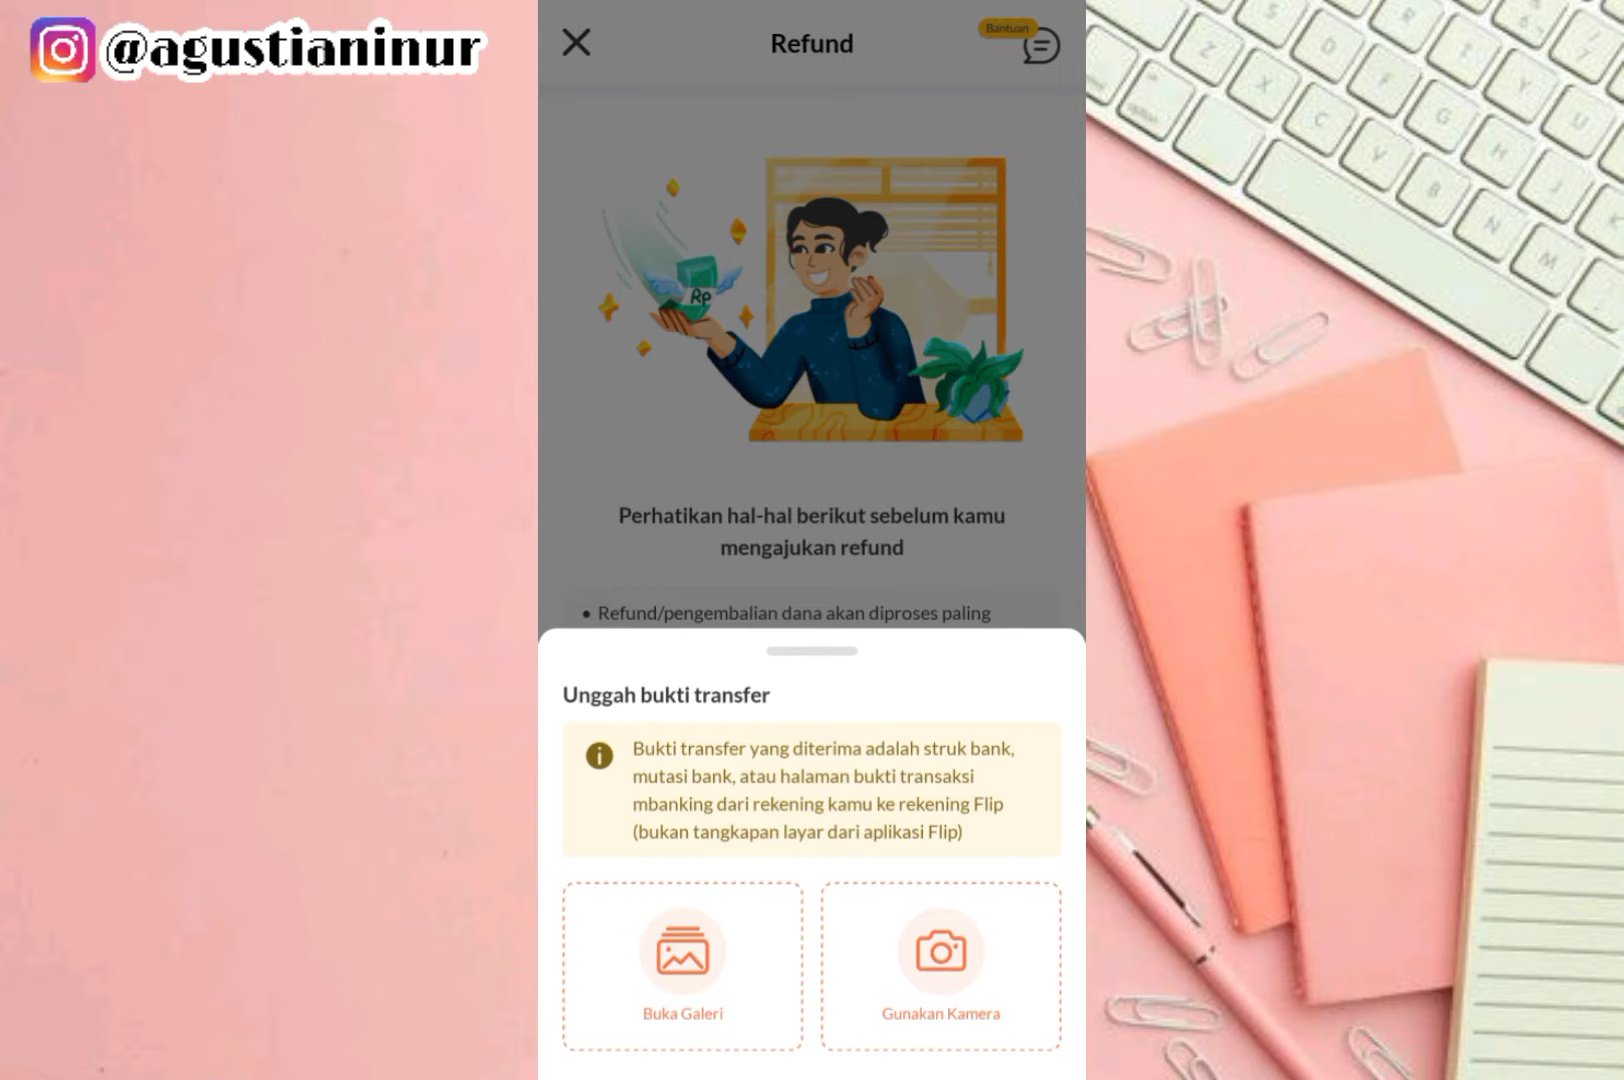 @agustianinur
Refund
Bantuan
Rp
Perhatikan hal-hal berikut sebelum kamu
mengajukan refund
• Refund/pengembalian dana akan diproses paling
Unggah bukti transfer
Bukti transfer yang diterima adalah struk bank,
mutasi bank, atau halaman bukti transaksi
mbanking dari rekening kamu ke rekening Flip
(bukan tangkapan layar dari aplikasi Flip)
Buka Galeri
Gunakan Kamera
S
R
Z
D
F
Y
X
G
U
C
H
V
J
B
N
M
option